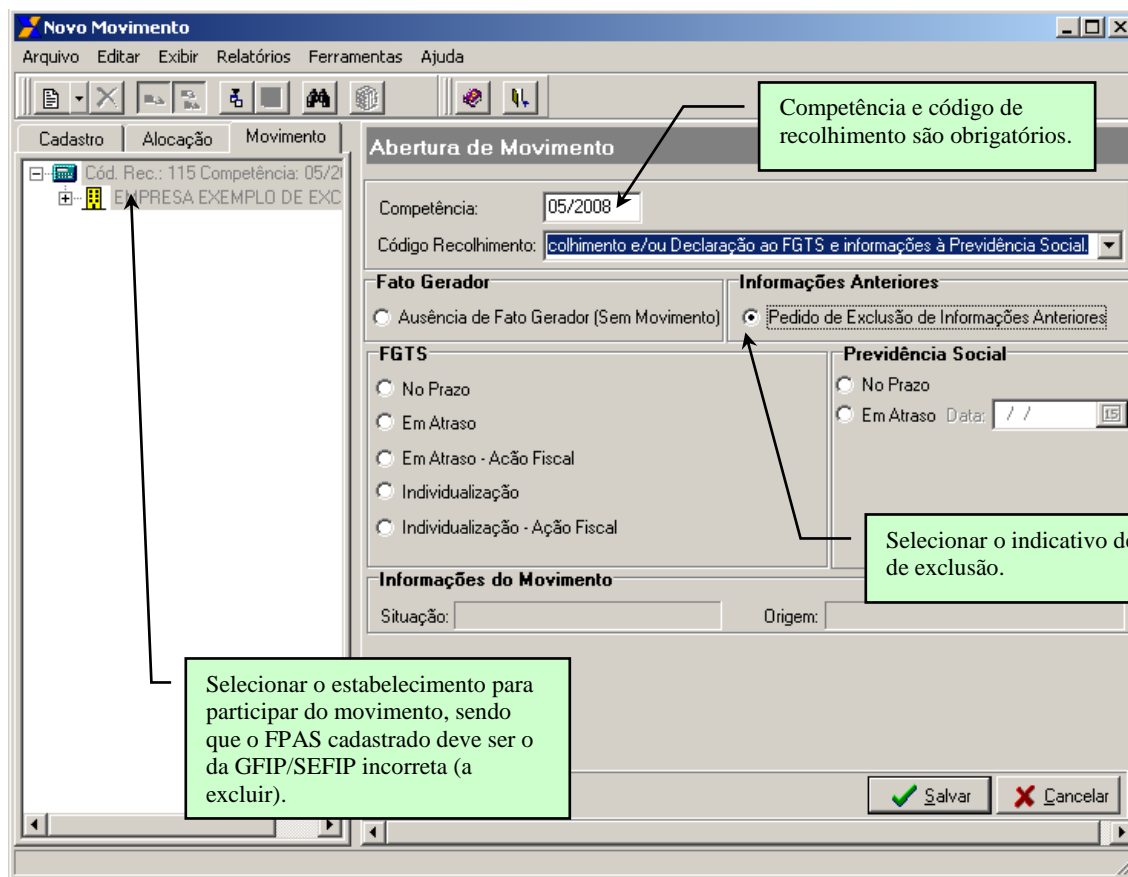 Novo Movimento
Arquivo Editar Exibir Relatórios Ferramentas Ajuda
Competência e código de
recolhimento são obrigatórios.
Cadastro Alocação Movimento
Abertura de Movimento
Cód. Rec.: 115 Competência: 05/2
EMPRESA EXEMPLO DE EXC
Competência: 05/2008
Código Recolhimento: colhimento e/ou Declaração ao FGTS e informações à Previdência Social.
Fato Gerador
Ausência de Fato Gerador (Sem Movimento)
Informações Anteriores
Pedido de Exclusão de Informações Anteriores
FGTS
No Prazo
Em Atraso
Em Atraso - Acão Fiscal
Individualização
Individualização - Ação Fiscal
Previdência Social
No Prazo
Em Atraso Data: / / 15
Selecionar o indicativo de
de exclusão.
Informações do Movimento
Situação: Origem:
Selecionar o estabelecimento para
participar do movimento, sendo
que o FPAS cadastrado deve ser o
da GFIP/SEFIP incorreta (a
excluir).
Salvar Cancelar